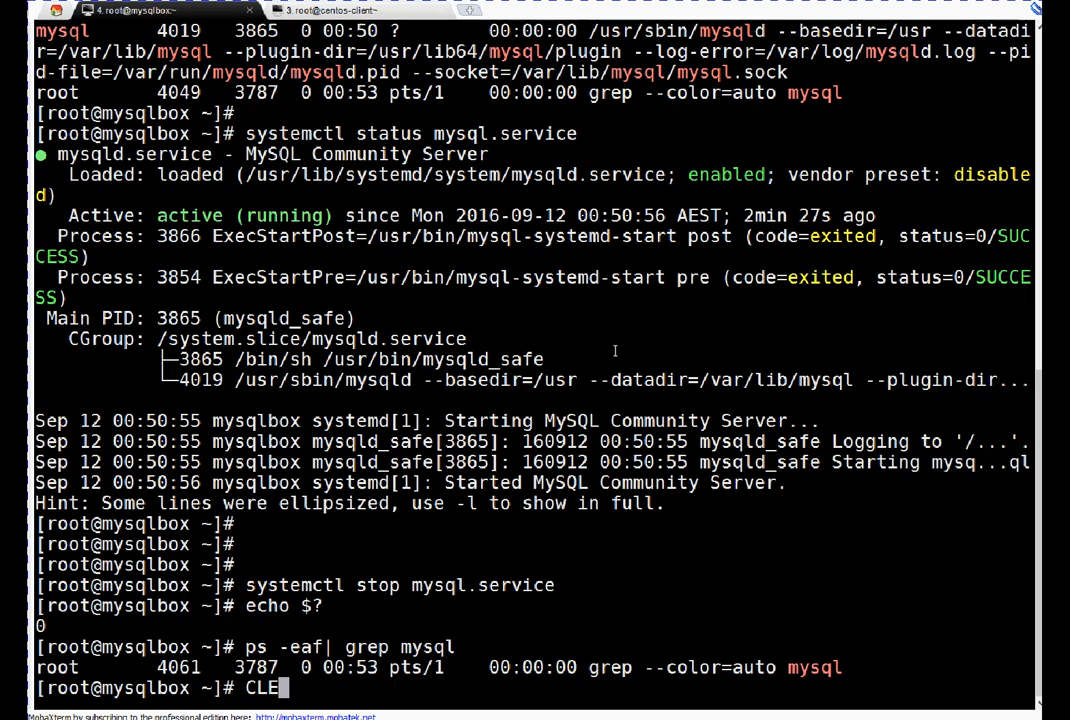 4. root@mysqlbox:~
3. root@centos-client~
mysql     4019   3865  0 00:50 ?        00:00:00 /usr/sbin/mysqld --basedir=/usr --datadi
r=/var/lib/mysql --plugin-dir=/usr/lib64/mysql/plugin --log-error=/var/log/mysqld.log --pi
d-file=/var/run/mysqld/mysqld.pid --socket=/var/lib/mysql/mysql.sock
root      4049   3787  0 00:53 pts/1    00:00:00 grep --color=auto mysql
[root@mysqlbox ~]#
[root@mysqlbox ~]# systemctl status mysql.service
● mysqld.service - MySQL Community Server
   Loaded: loaded (/usr/lib/systemd/system/mysqld.service; enabled; vendor preset: disable
d)
   Active: active (running) since Mon 2016-09-12 00:50:56 AEST; 2min 27s ago
  Process: 3866 ExecStartPost=/usr/bin/mysql-systemd-start post (code=exited, status=0/SUC
CESS)
  Process: 3854 ExecStartPre=/usr/bin/mysql-systemd-start pre (code=exited, status=0/SUCCE
SS)
 Main PID: 3865 (mysqld_safe)
   CGroup: /system.slice/mysqld.service
           ├─3865 /bin/sh /usr/bin/mysqld_safe
           └─4019 /usr/sbin/mysqld --basedir=/usr --datadir=/var/lib/mysql --plugin-dir...
Sep 12 00:50:55 mysqlbox systemd[1]: Starting MySQL Community Server...
Sep 12 00:50:55 mysqlbox mysqld_safe[3865]: 160912 00:50:55 mysqld_safe Logging to '/...'.
Sep 12 00:50:55 mysqlbox mysqld_safe[3865]: 160912 00:50:55 mysqld_safe Starting mysq...ql
Sep 12 00:50:56 mysqlbox systemd[1]: Started MySQL Community Server.
Hint: Some lines were ellipsized, use -l to show in full.
[root@mysqlbox ~]#
[root@mysqlbox ~]#
[root@mysqlbox ~]#
[root@mysqlbox ~]# systemctl stop mysql.service
[root@mysqlbox ~]# echo $?
0
[root@mysqlbox ~]# ps -eaf| grep mysql
root      4061   3787  0 00:53 pts/1    00:00:00 grep --color=auto mysql
[root@mysqlbox ~]# CLE
MobaXterm by subscribing to the professional edition here: http://mobaxterm.mobatek.net